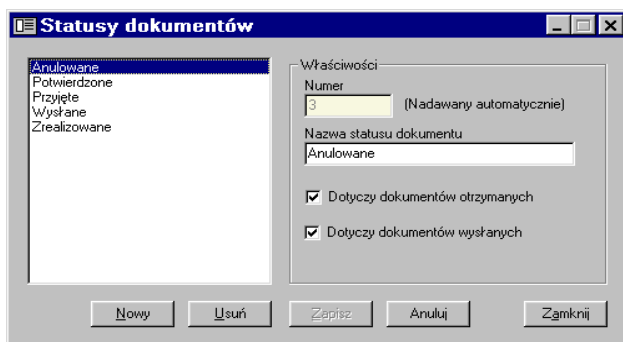 Statusy dokumentów
Anulowane
Potwierdzone
Przyjęte
Wysłane
Zrealizowane
Właściwości
Numer
3 (Nadawany automatycznie)
Nazwa statusu dokumentu
Anulowane
Dotyczy dokumentów otrzymanych
Dotyczy dokumentów wysłanych
Nowy Usuń Zapisz Anuluj Zamknij